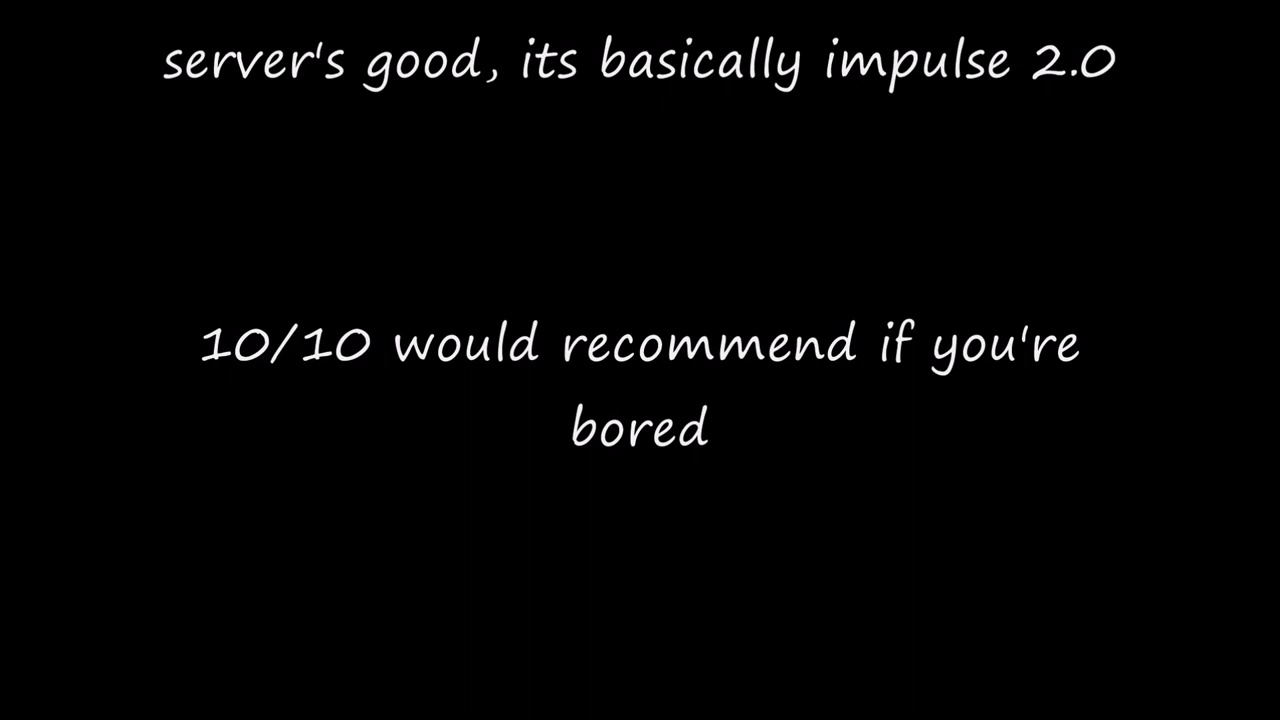 server's good, its basically impulse 2.0
10/10 would recommend if you're
bored